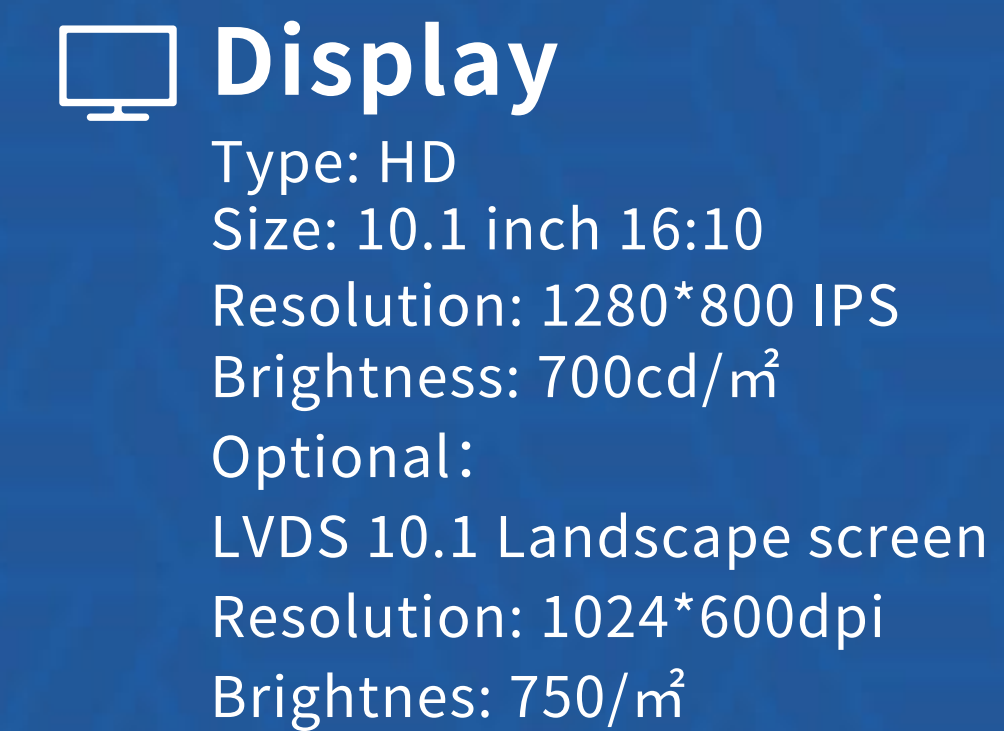 Display
Type: HD
Size: 10.1 inch 16:10
Resolution: 1280*800 IPS
Brightness: 700cd/㎡
Optional：
LVDS 10.1 Landscape screen
Resolution: 1024*600dpi
Brightnes: 750/㎡